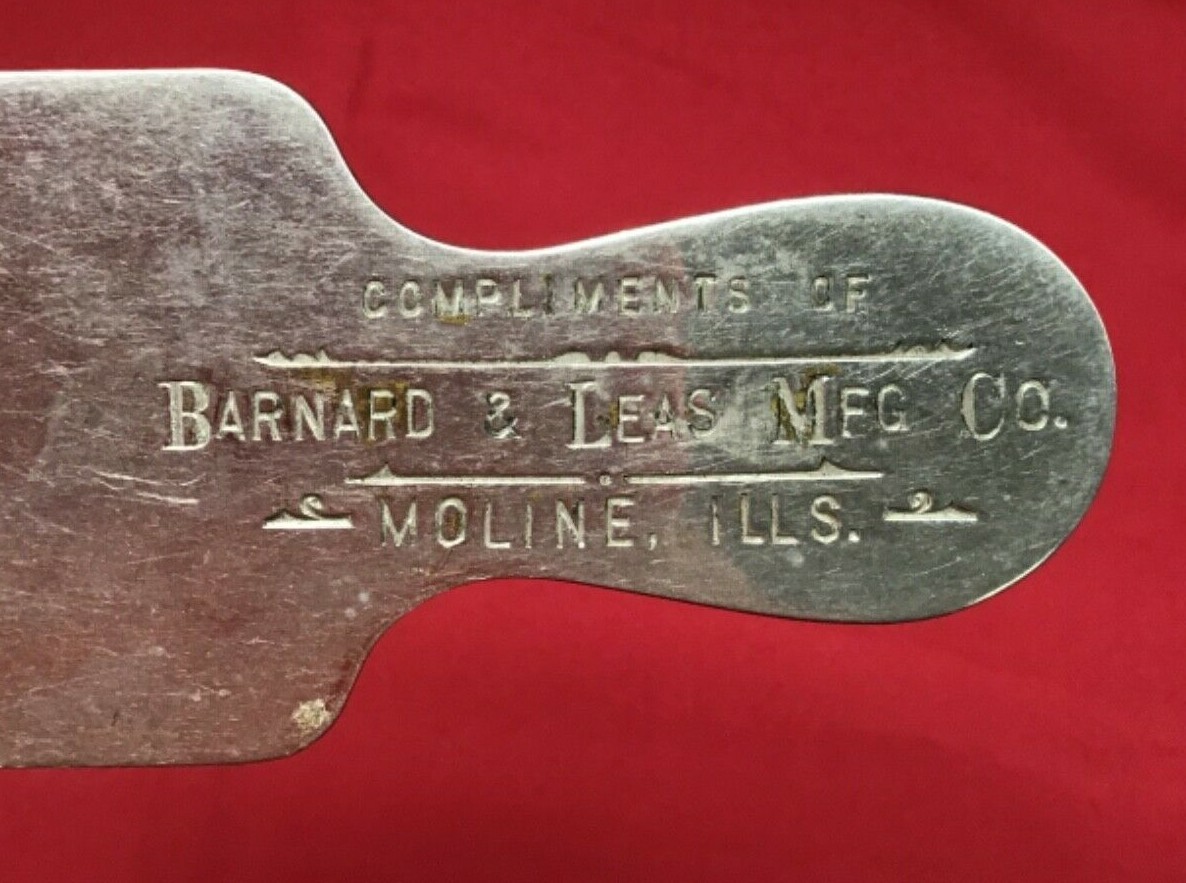 COMPLIMENTS OF
BARNARD & LEAS MFG CO.
MOLINE, ILLS.